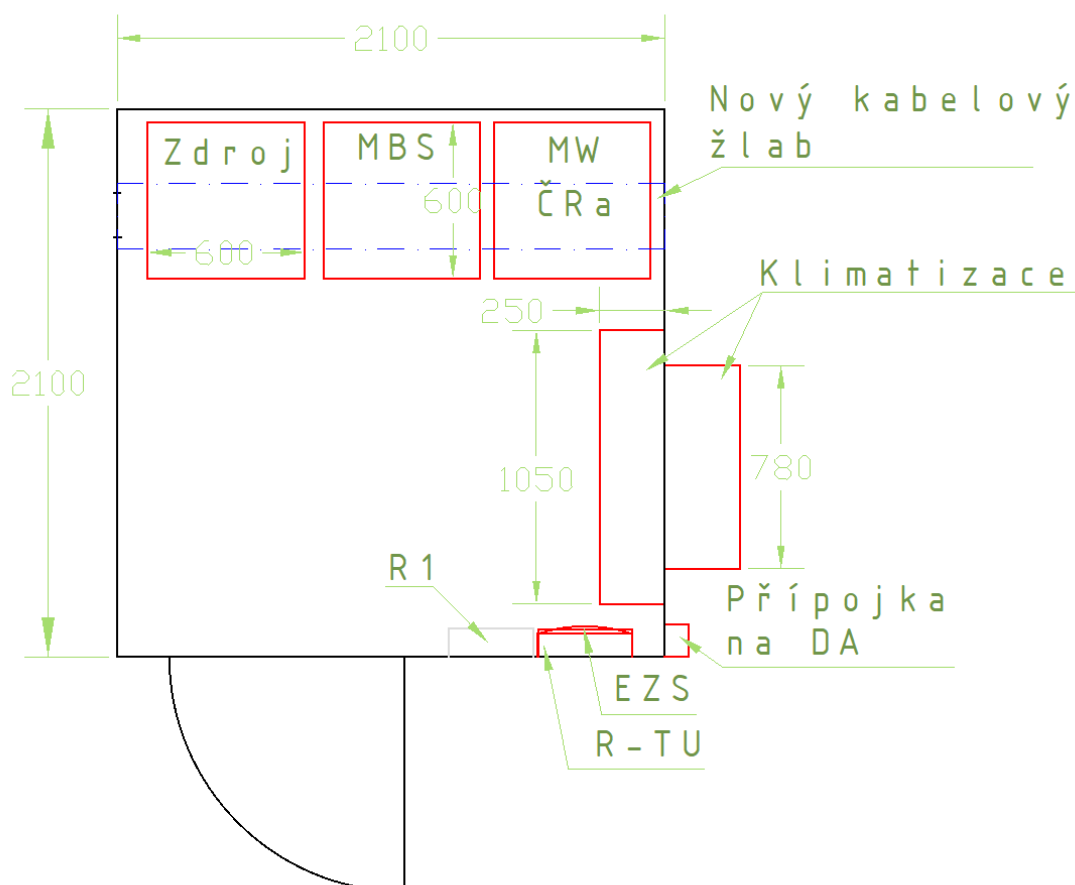 2100
Nový kabelový
žlab
Zdroj
MBS
MW
ČRa
600
600
Klimatizace
250
2100
1050
780
R1
Přípojka
na DA
EZS
R-TU